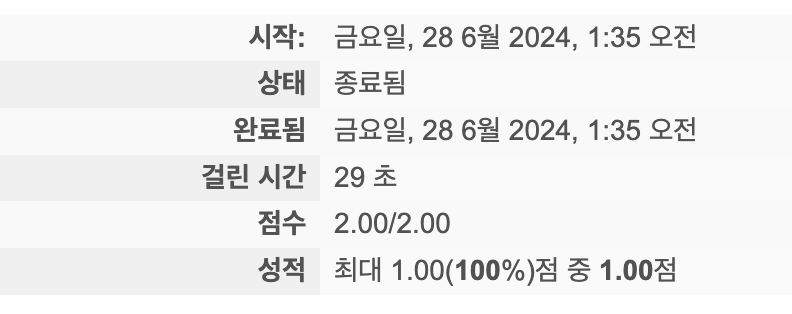 시작: 금요일, 28 6월 2024, 1:35 오전
상태 종료됨
완료됨 금요일, 28 6월 2024, 1:35 오전
걸린 시간 29 초
점수 2.00/2.00
성적 최대 1.00(100%)점 중 1.00점